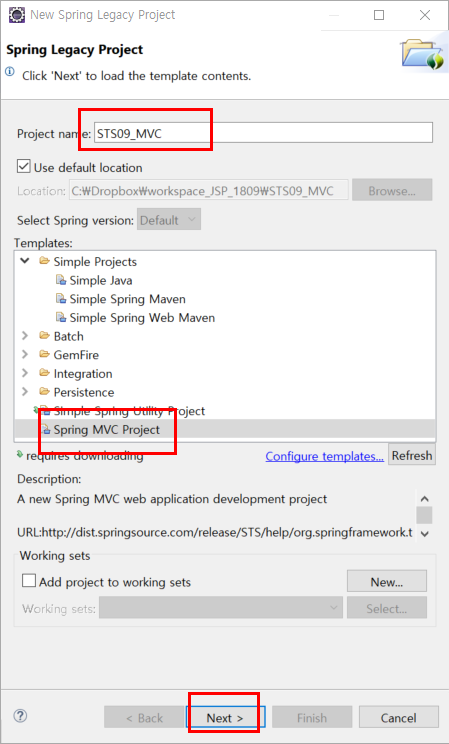 New Spring Legacy Project
Spring Legacy Project
Click 'Next' to load the template contents.
Project name: STS09_MVC
Use default location
Location: C:₩Dropbox₩workspace_JSP_1809₩STS09_MVC Browse...
Select Spring version: Default
Templates:
Simple Projects
Simple Java
Simple Spring Maven
Simple Spring Web Maven
Batch
GemFire
Integration
Persistence
Simple Spring Utility Project
Spring MVC Project
requires downloading Configure templates... Refresh
Description:
A new Spring MVC web application development project
URL:http://dist.springsource.com/release/STS/help/org.springframework.t
Working sets
Add project to working sets New...
Working sets: Select...
? < Back Next > Finish Cancel